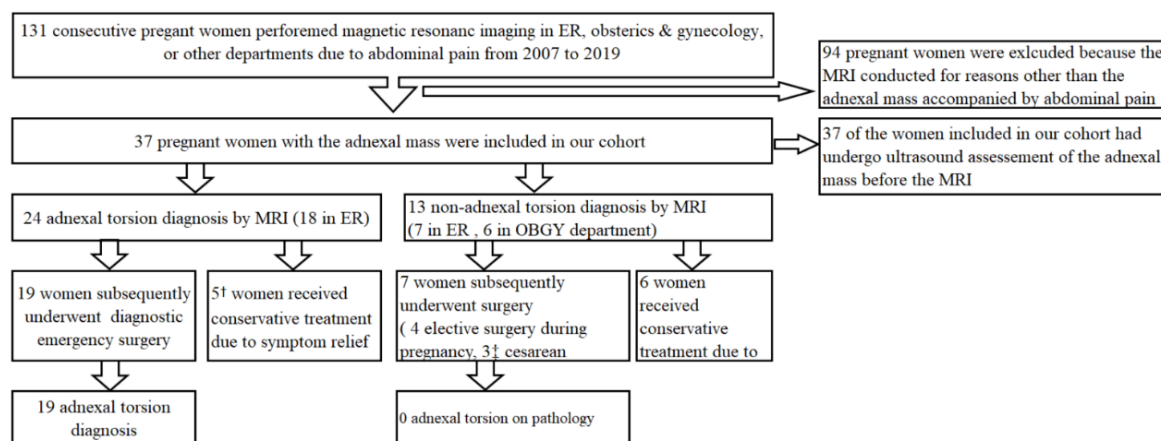 131 consecutive pregant women perforemed magnetic resonanc imaging in ER, obsterics & gynecology,
or other departments due to abdominal pain from 2007 to 2019
94 pregnant women were exlcuded because the
MRI conducted for reasons other than the
adnexal mass accompanied by abdominal pain
37 pregnant women with the adnexal mass were included in our cohort
37 of the women included in our cohort had
undergo ultrasound assessment of the adnexal
mass before the MRI
24 adnexal torsion diagnosis by MRI (18 in ER)
13 non-adnexal torsion diagnosis by MRI
(7 in ER , 6 in OBGY department)
19 women subsequently
underwent diagnostic
emergency surgery
5† women received
conservative treatment
due to symptom relief
7 women subsequently
underwent surgery
( 4 elective surgery during
pregnancy, 3‡ cesarean
6 women
received
conservative
treatment due to
19 adnexal torsion
diagnosis
0 adnexal torsion on pathology